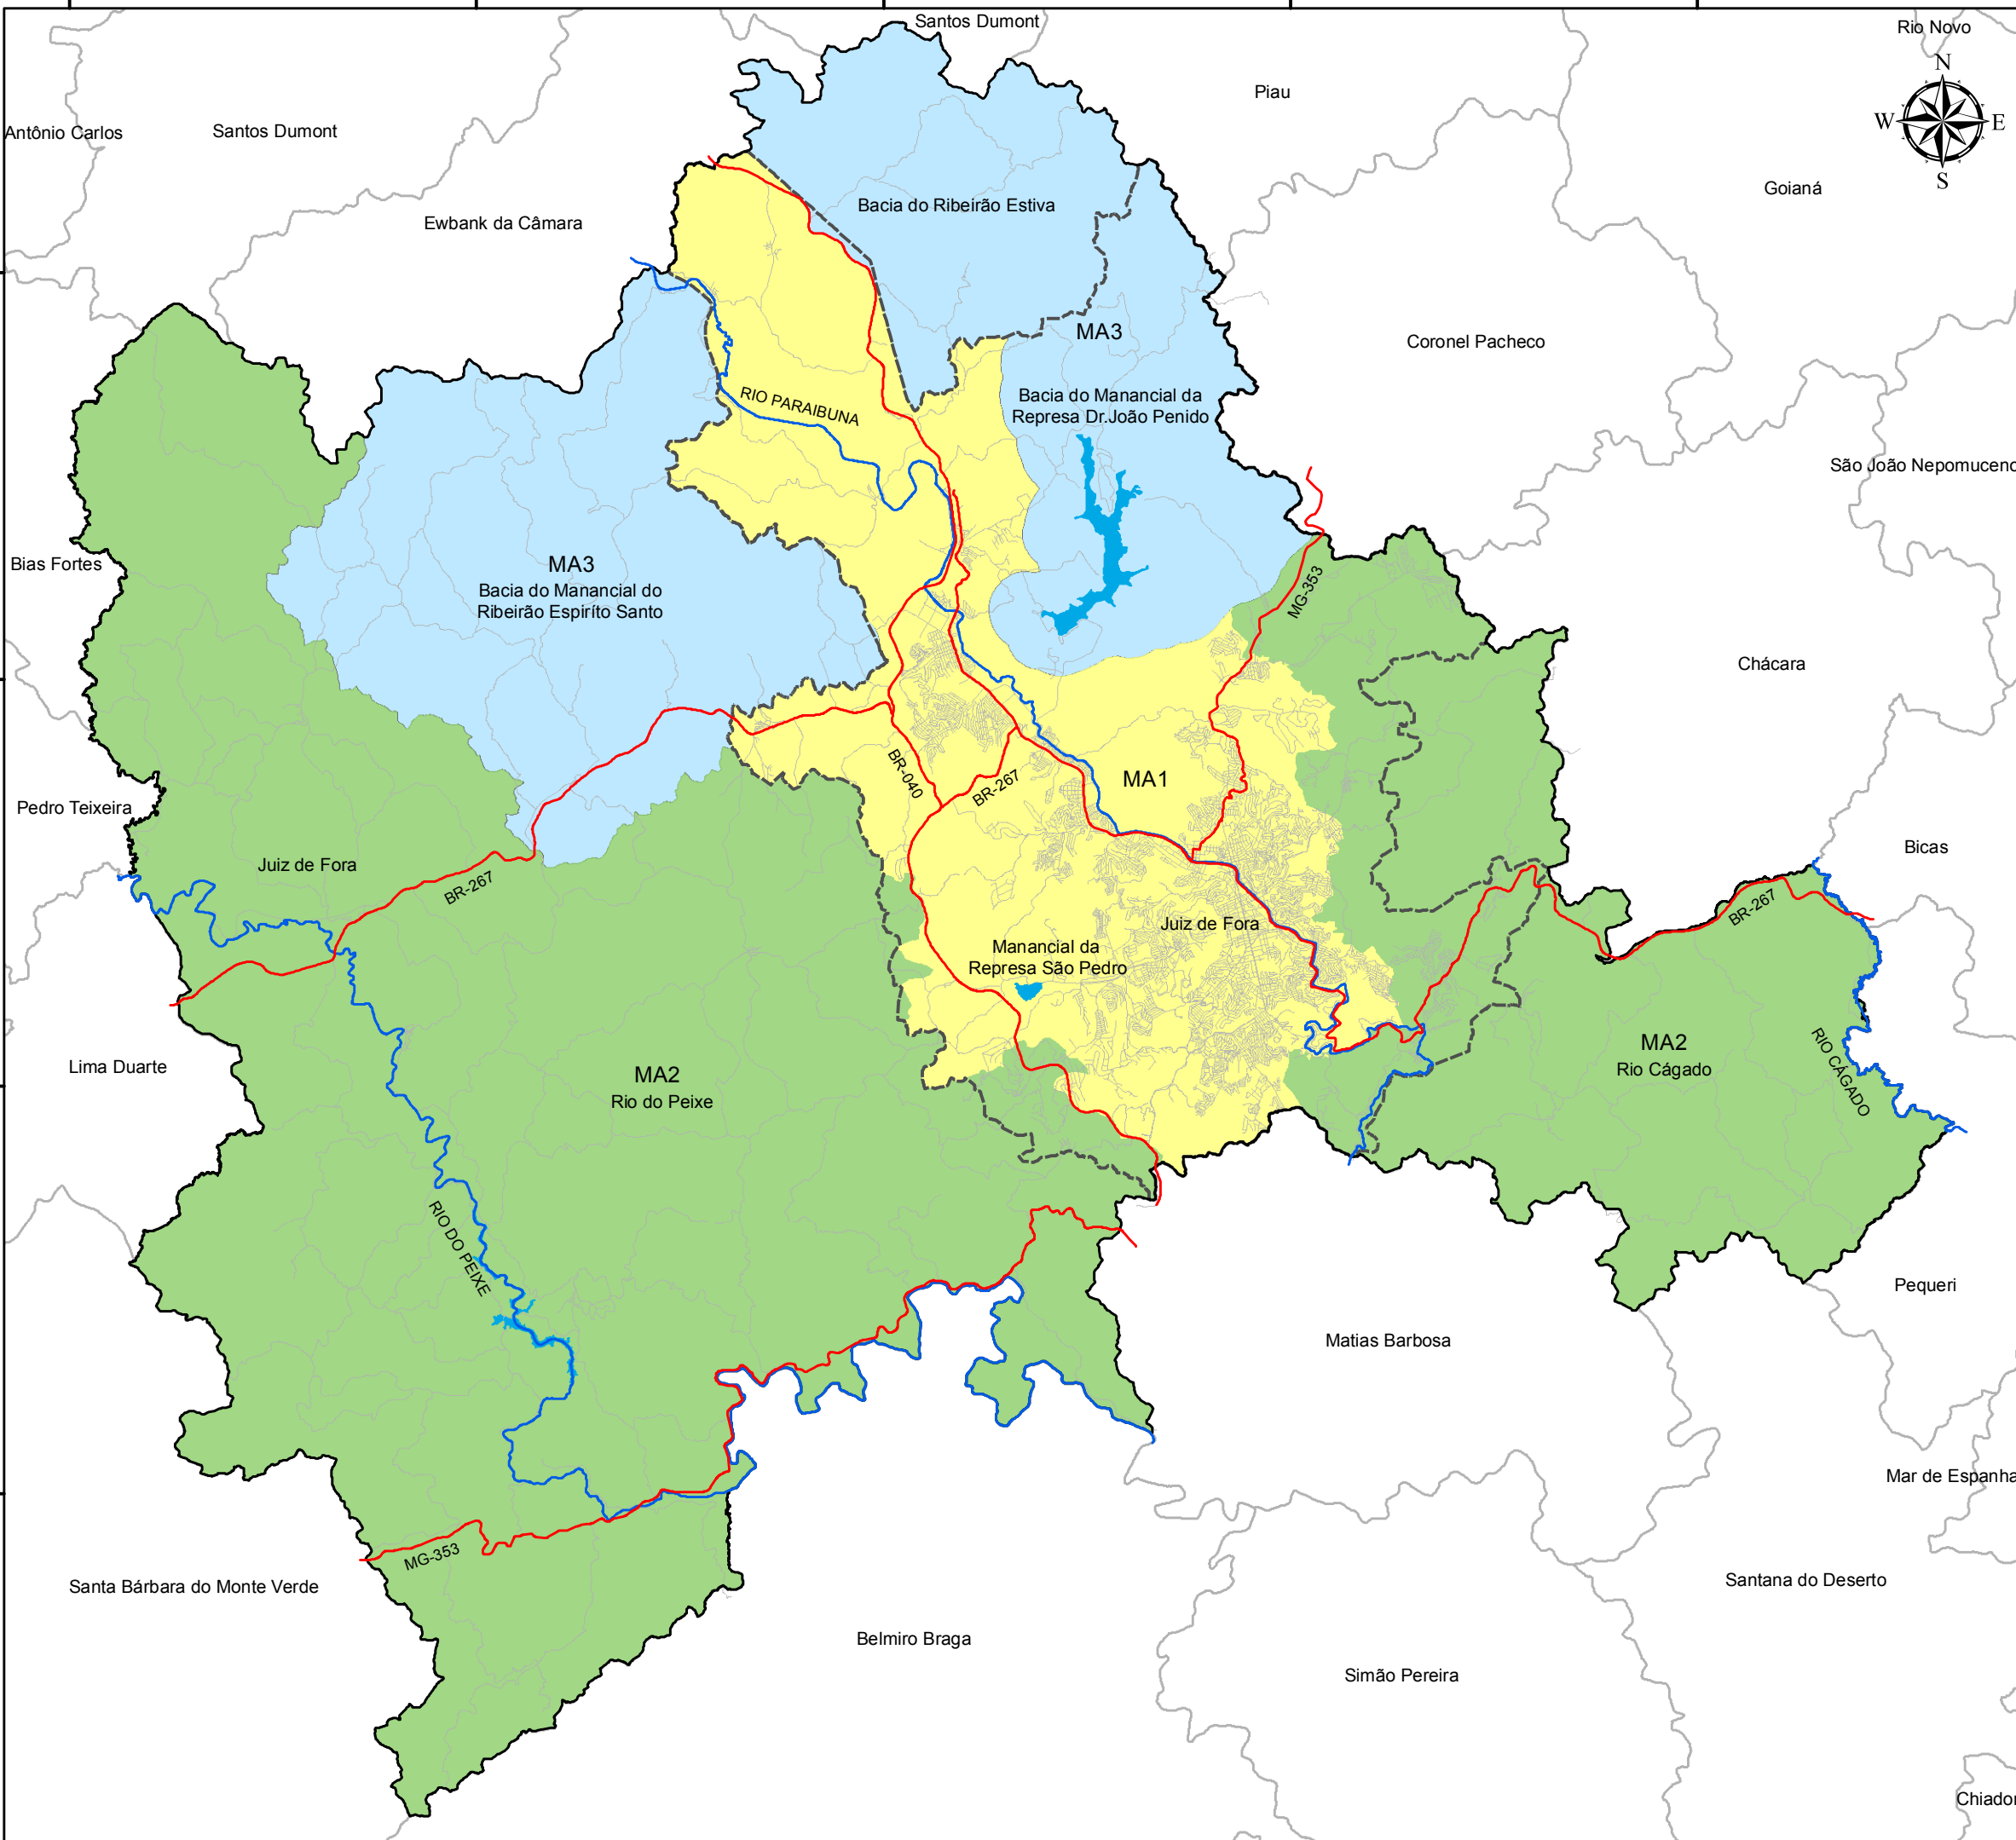 Santos Dumont
Rio Novo
N
Piau
W
E
Antônio Carlos
Santos Dumont
S
Goianá
Bacia do Ribeirão Estiva
Ewbank da Câmara
MA3
Coronel Pacheco
Bacia do Manancial da
Represa Dr.João Penido
RIO PARAIBUNA
São João Nepomuceno
Bias Fortes
MA3
Bacia do Manancial do
Ribeirão Espiríto Santo
MG-353
Chácara
BR-040
BR-267
MA1
Pedro Teixeira
Juiz de Fora
BR-267
Bicas
BR-267
Juiz de Fora
Manancial da
Represa São Pedro
MA2
Rio Cágado
RIO CÁGADO
Lima Duarte
MA2
Rio do Peixe
RIO DO PEIXE
Pequeri
Matias Barbosa
Mar de Espanha
MG-353
Santa Bárbara do Monte Verde
Santana do Deserto
Belmiro Braga
Simão Pereira
Chiador